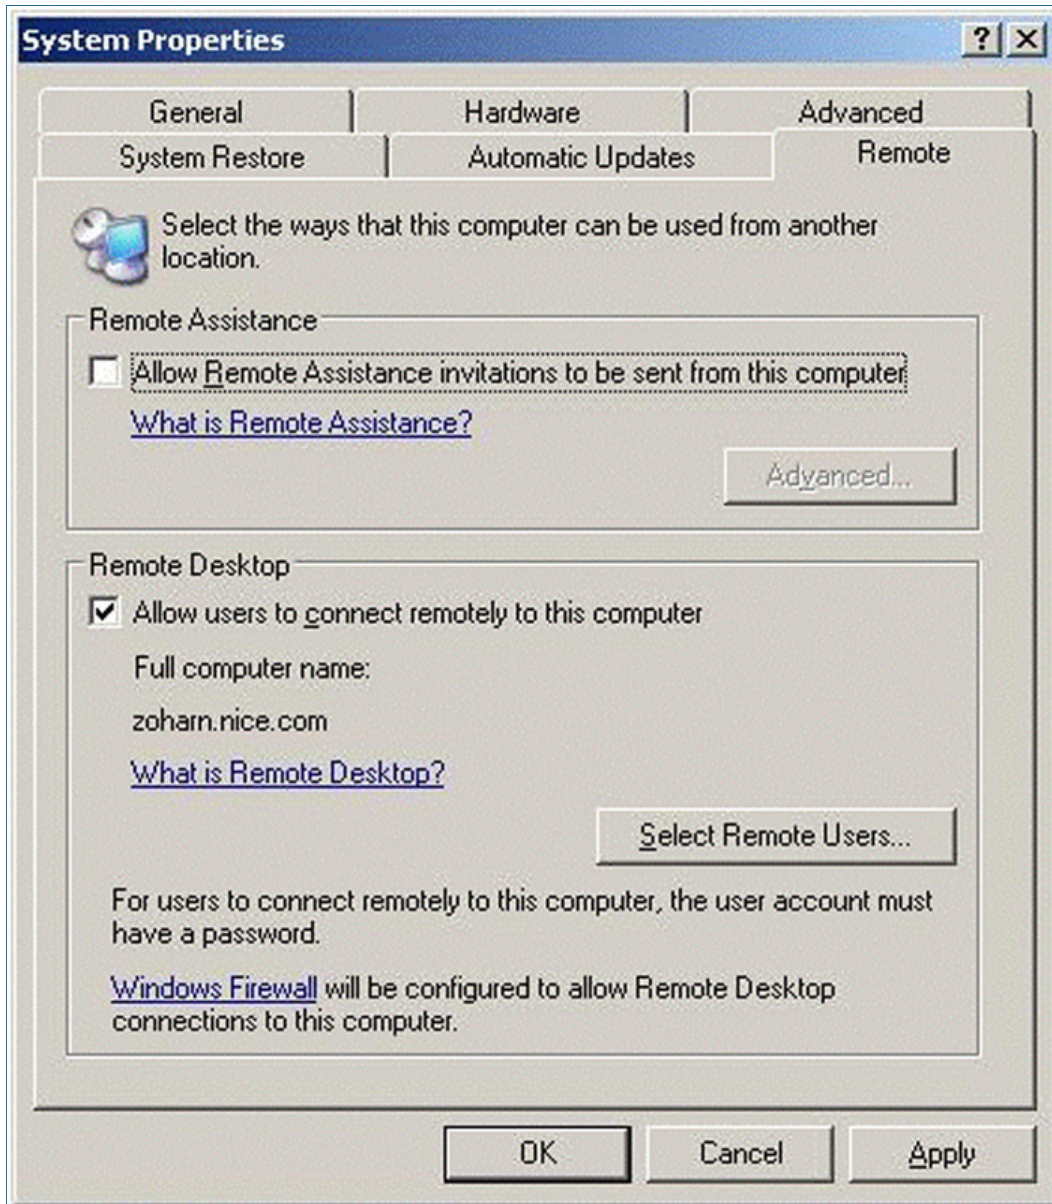 System Properties
General Hardware Advanced
System Restore Automatic Updates Remote
Select the ways that this computer can be used from another
location.
Remote Assistance
Allow Remote Assistance invitations to be sent from this computer
What is Remote Assistance?
Advanced...
Remote Desktop
Allow users to connect remotely to this computer
Full computer name:
zoharn.nice.com
What is Remote Desktop?
Select Remote Users...
For users to connect remotely to this computer, the user account must
have a password.
Windows Firewall will be configured to allow Remote Desktop
connections to this computer.
OK Cancel Apply